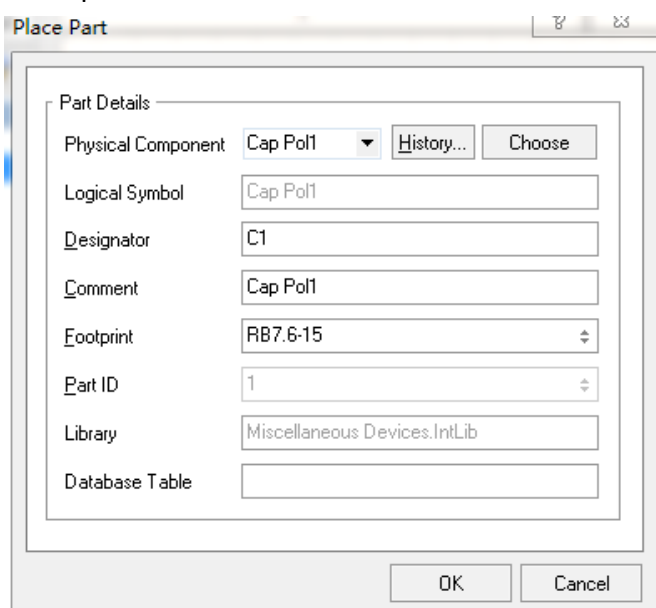 Place Part
Part Details
Physical Component Cap Pol1 History... Choose
Logical Symbol Cap Pol1
Designator C1
Comment Cap Pol1
Footprint RB7.6-15
Part ID 1
Library Miscellaneous Devices.IntLib
Database Table
OK Cancel